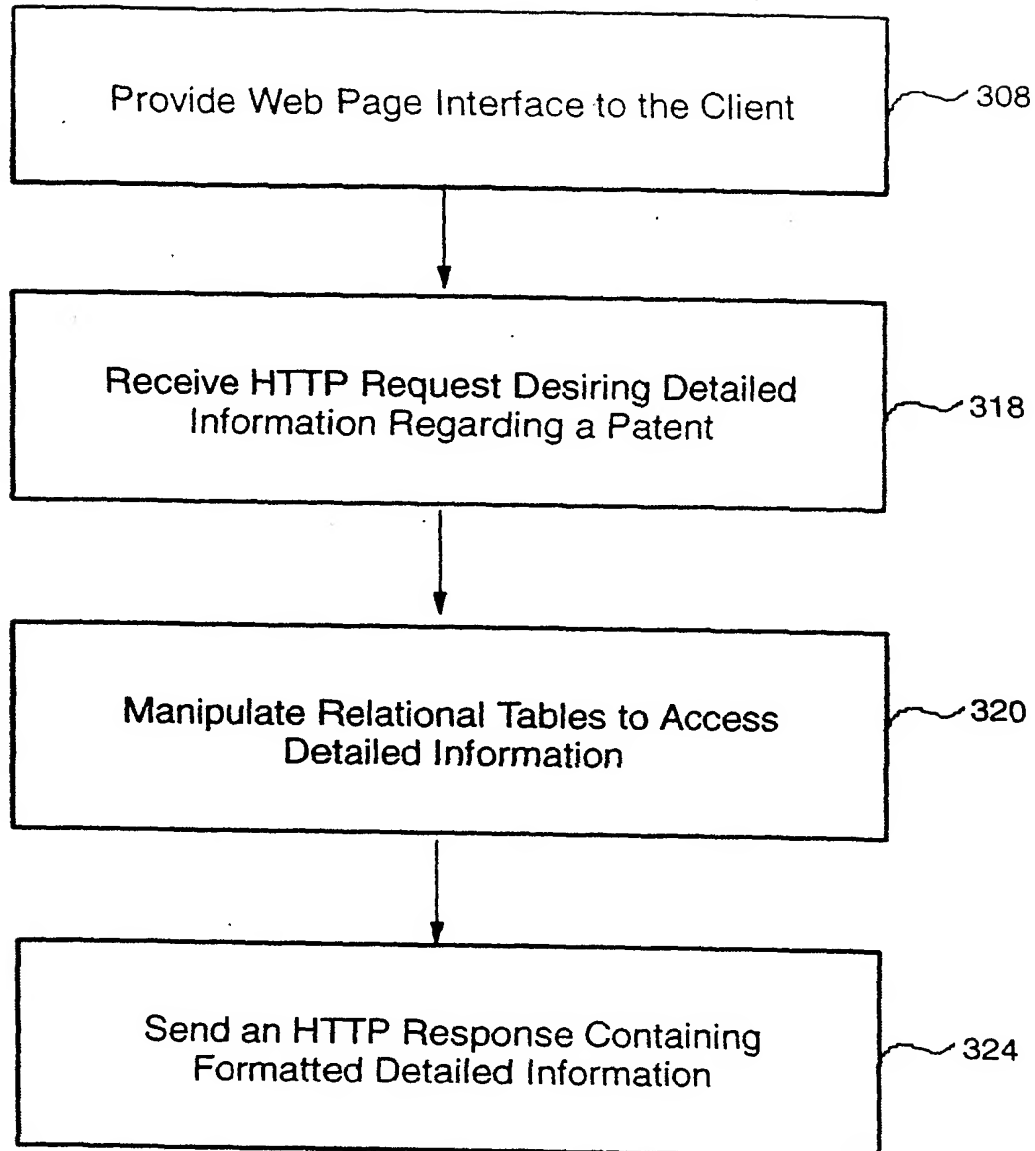 Provide Web Page Interface to the Client
308
Receive HTTP Request Desiring Detailed
Information Regarding a Patent
318
Manipulate Relational Tables to Access
Detailed Information
320
Send an HTTP Response Containing
Formatted Detailed Information
324